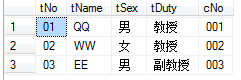 tNo tName tSex tDuty cNo
1 01 QQ 男 教授 001
2 02 WW 女 教授 002
3 03 EE 男 副教授 003